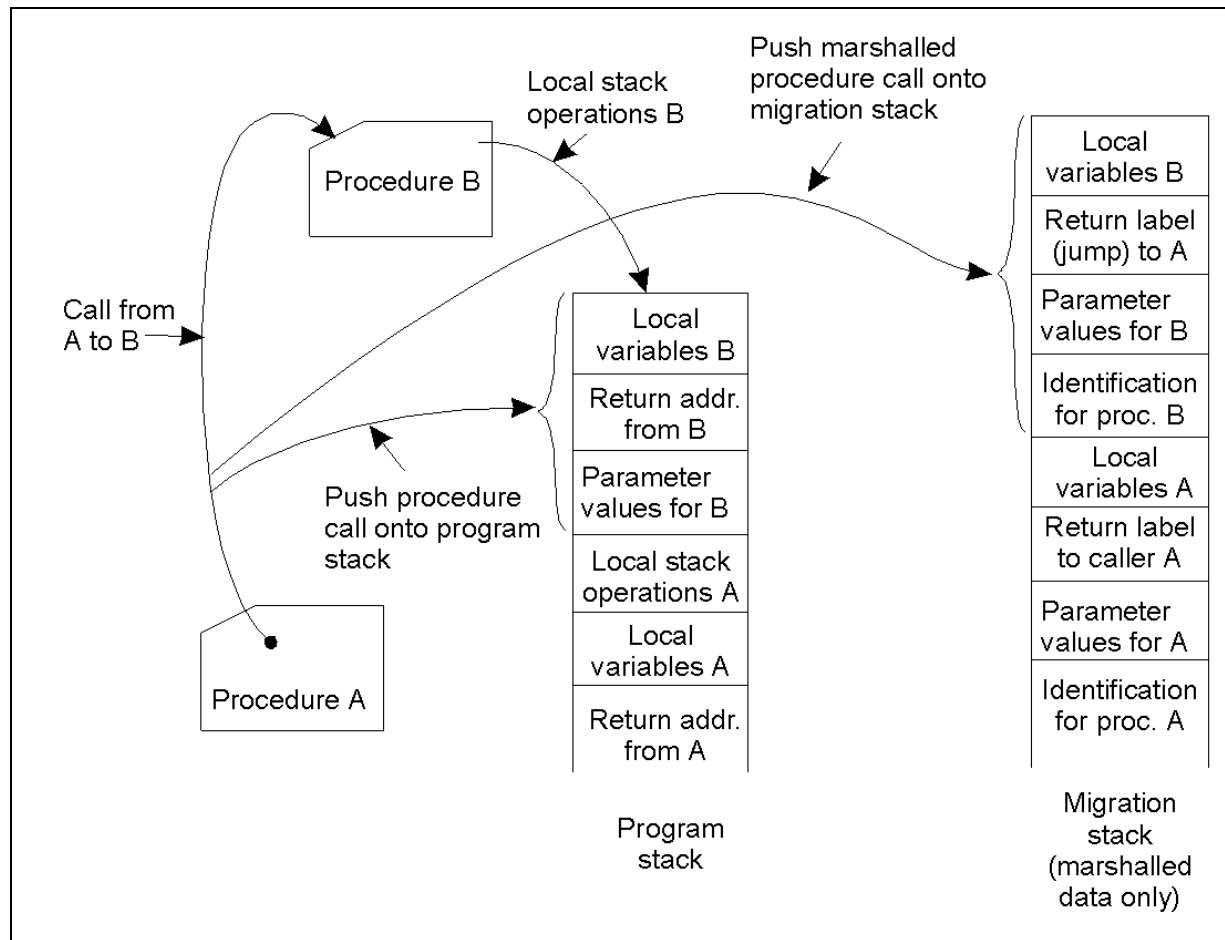 Push marshalled
procedure call onto
migration stack
Local stack
operations B
Procedure B
Call from
A to B
Push procedure
call onto program
stack
Procedure A
Local
variables B
Return addr.
from B
Parameter
values for B
Local stack
operations A
Local
variables A
Return addr.
from A
Program
stack
Local
variables B
Return label
(jump) to A
Parameter
values for B
Identification
for proc. B
Local
variables A
Return label
to caller A
Parameter
values for A
Identification
for proc. A
Migration
stack
(marshalled
data only)